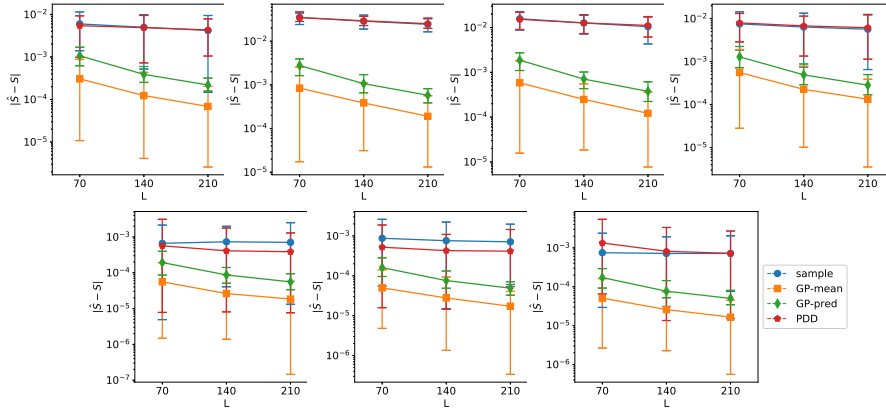 10⁻²
10⁻³
10⁻⁴
10⁻⁵
|Ŝ − S|
70
140
210
L
10⁻¹
10⁻²
10⁻³
10⁻⁴
10⁻⁵
|Ŝ − S|
70
140
210
L
10⁻²
10⁻³
10⁻⁴
10⁻⁵
|Ŝ − S|
70
140
210
L
10⁻²
10⁻³
10⁻⁴
10⁻⁵
|Ŝ − S|
70
140
210
L
10⁻³
10⁻⁴
10⁻⁵
10⁻⁶
10⁻⁷
|Ŝ − S|
70
140
210
L
10⁻³
10⁻⁴
10⁻⁵
10⁻⁶
|Ŝ − S|
70
140
210
L
10⁻³
10⁻⁴
10⁻⁵
10⁻⁶
|Ŝ − S|
70
140
210
L
sample
GP-mean
GP-pred
PDD